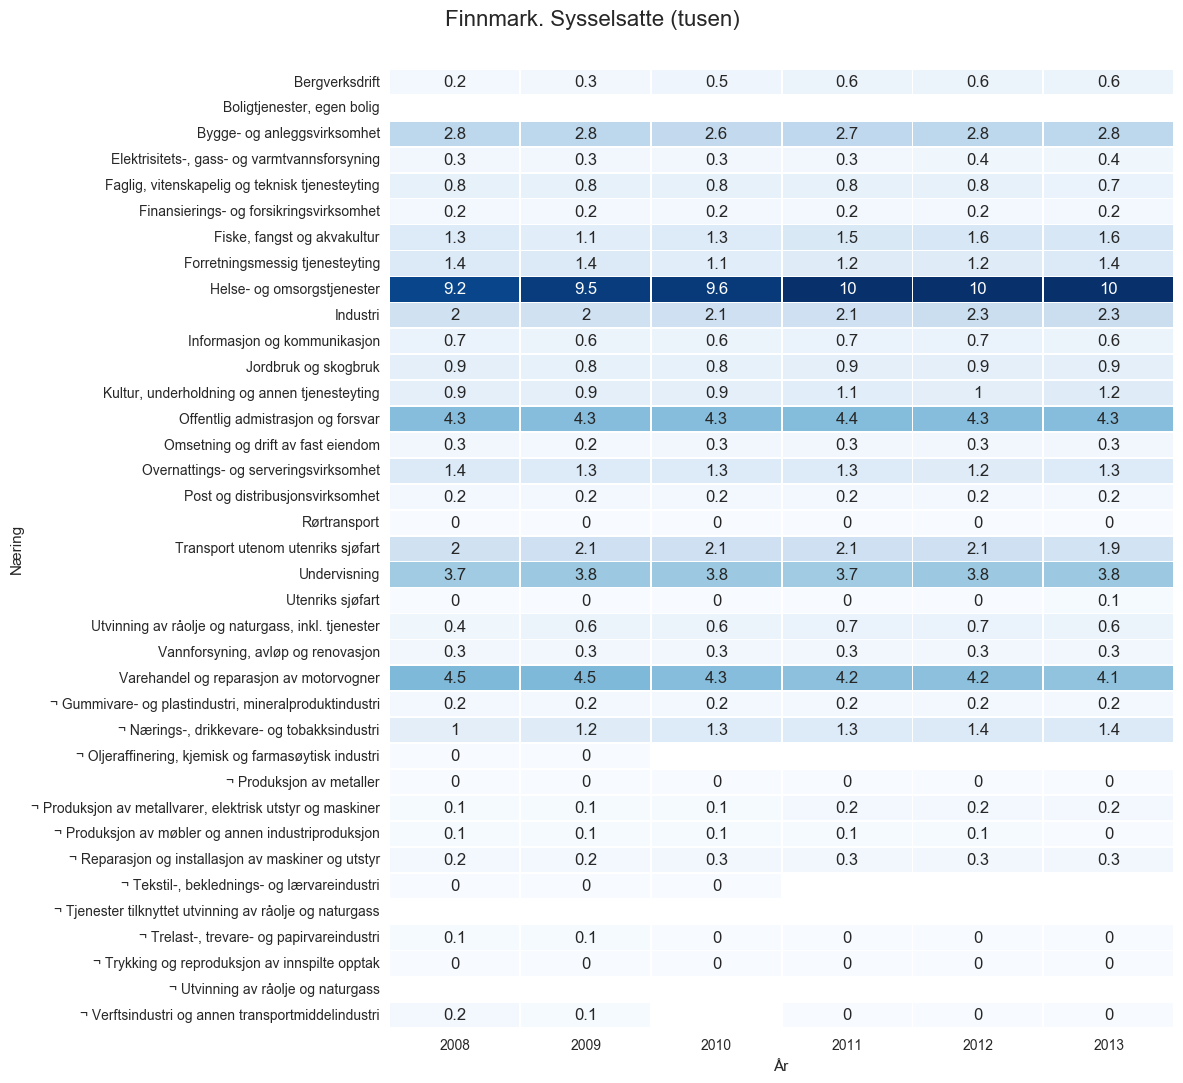 Finnmark. Sysselsatte (tusen)
Bergverksdrift 0.2 0.3 0.5 0.6 0.6 0.6
Boligtjenester, egen bolig
Bygge- og anleggsvirksomhet 2.8 2.8 2.6 2.7 2.8 2.8
Elektrisitets-, gass- og varmtvannsforsyning 0.3 0.3 0.3 0.3 0.4 0.4
Faglig, vitenskapelig og teknisk tjenesteyting 0.8 0.8 0.8 0.8 0.8 0.7
Finansierings- og forsikringsvirksomhet 0.2 0.2 0.2 0.2 0.2 0.2
Fiske, fangst og akvakultur 1.3 1.1 1.3 1.5 1.6 1.6
Forretningsmessig tjenesteyting 1.4 1.4 1.1 1.2 1.2 1.4
Helse- og omsorgstjenester 9.2 9.5 9.6 10 10 10
Industri 2 2 2.1 2.1 2.3 2.3
Informasjon og kommunikasjon 0.7 0.6 0.6 0.7 0.7 0.6
Jordbruk og skogbruk 0.9 0.8 0.8 0.9 0.9 0.9
Kultur, underholdning og annen tjenesteyting 0.9 0.9 0.9 1.1 1 1.2
Offentlig admistrasjon og forsvar 4.3 4.3 4.3 4.4 4.3 4.3
Omsetning og drift av fast eiendom 0.3 0.2 0.3 0.3 0.3 0.3
Overnattings- og serveringsvirksomhet 1.4 1.3 1.3 1.3 1.2 1.3
Post og distribusjonsvirksomhet 0.2 0.2 0.2 0.2 0.2 0.2
Rørtransport 0 0 0 0 0 0
Transport utenom utenriks sjøfart 2 2.1 2.1 2.1 2.1 1.9
Undervisning 3.7 3.8 3.8 3.7 3.8 3.8
Utenriks sjøfart 0 0 0 0 0 0.1
Utvinning av råolje og naturgass, inkl. tjenester 0.4 0.6 0.6 0.7 0.7 0.6
Vannforsyning, avløp og renovasjon 0.3 0.3 0.3 0.3 0.3 0.3
Varehandel og reparasjon av motorvogner 4.5 4.5 4.3 4.2 4.2 4.1
¬ Gummivare- og plastindustri, mineralproduktindustri 0.2 0.2 0.2 0.2 0.2 0.2
¬ Nærings-, drikkevare- og tobakksindustri 1 1.2 1.3 1.3 1.4 1.4
¬ Oljeraffinering, kjemisk og farmasøytisk industri 0 0
¬ Produksjon av metaller 0 0 0 0 0 0
¬ Produksjon av metallvarer, elektrisk utstyr og maskiner 0.1 0.1 0.1 0.2 0.2 0.2
¬ Produksjon av møbler og annen industriproduksjon 0.1 0.1 0.1 0.1 0.1 0
¬ Reparasjon og installasjon av maskiner og utstyr 0.2 0.2 0.3 0.3 0.3 0.3
¬ Tekstil-, beklednings- og lærvareindustri 0 0 0
¬ Tjenester tilknyttet utvinning av råolje og naturgass
¬ Trelast-, trevare- og papirvareindustri 0.1 0.1 0 0 0 0
¬ Trykking og reproduksjon av innspilte opptak 0 0 0 0 0 0
¬ Utvinning av råolje og naturgass
¬ Verftsindustri og annen transportmiddelindustri 0.2 0.1 0 0 0
2008 2009 2010 2011 2012 2013
År
Næring